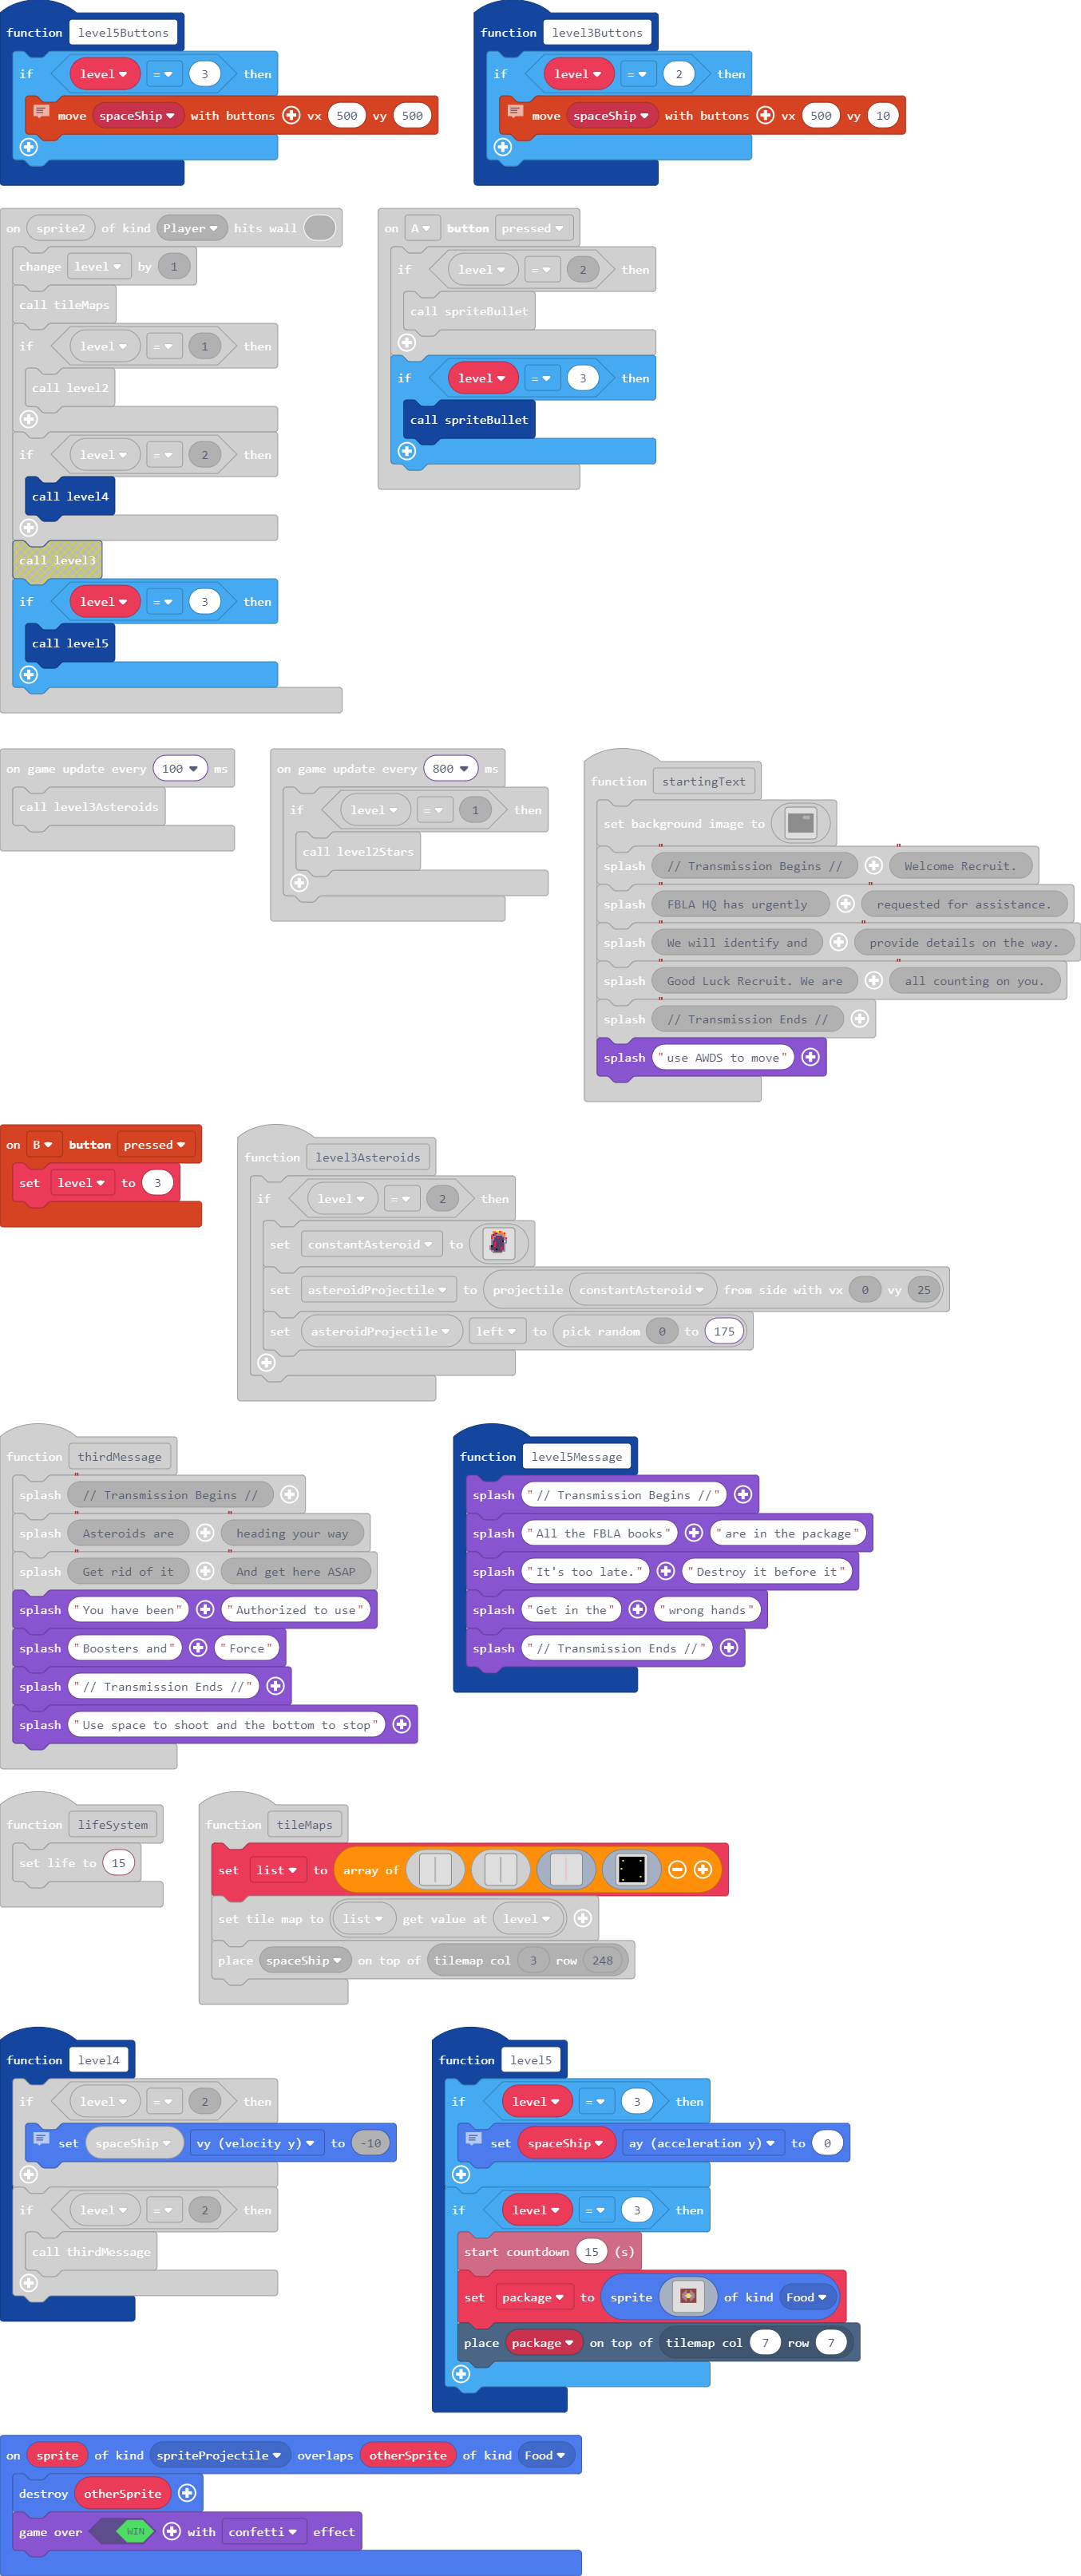 function level5Buttons
if level = 3 then
move spaceShip with buttons vx 500 vy 500
function level3Buttons
if level = 2 then
move spaceShip with buttons vx 500 vy 10
on sprite2 of kind Player hits wall
change level by 1
call tileMaps
if level = 1 then
call level2
if level = 2 then
call level4
call level3
if level = 3 then
call level5
on A button pressed
if level = 2 then
call spriteBullet
if level = 3 then
call spriteBullet
on game update every 100 ms
call level3Asteroids
on game update every 800 ms
if level = 1 then
call level2Stars
function startingText
set background image to
splash " // Transmission Begins // " Welcome Recruit.
splash " FBLA HQ has urgently " requested for assistance.
splash " We will identify and " provide details on the way.
splash " Good Luck Recruit. We are " all counting on you.
splash " // Transmission Ends //
splash "use AWDS to move"
on B button pressed
set level to 3
function level3Asteroids
if level = 2 then
set constantAsteroid to
set asteroidProjectile to projectile constantAsteroid from side with vx 0 vy 25
set asteroidProjectile left to pick random 0 to 175
function thirdMessage
splash " // Transmission Begins //
splash " Asteroids are " heading your way
splash " Get rid of it " And get here ASAP
splash "You have been" "Authorized to use"
splash "Boosters and" "Force"
splash "// Transmission Ends //"
splash "Use space to shoot and the bottom to stop"
function level5Message
splash "// Transmission Begins //"
splash "All the FBLA books" "are in the package"
splash "It's too late." "Destroy it before it"
splash "Get in the" "wrong hands"
splash "// Transmission Ends //"
function lifeSystem
set life to 15
function tileMaps
set list to array of
set tile map to list get value at level
place spaceShip on top of tilemap col 3 row 248
function level4
if level = 2 then
set spaceShip vy (velocity y) to -10
if level = 2 then
call thirdMessage
function level5
if level = 3 then
set spaceShip ay (acceleration y) to 0
if level = 3 then
start countdown 15 (s)
set package to sprite of kind Food
place package on top of tilemap col 7 row 7
on sprite of kind spriteProjectile overlaps otherSprite of kind Food
destroy otherSprite
game over WIN with confetti effect